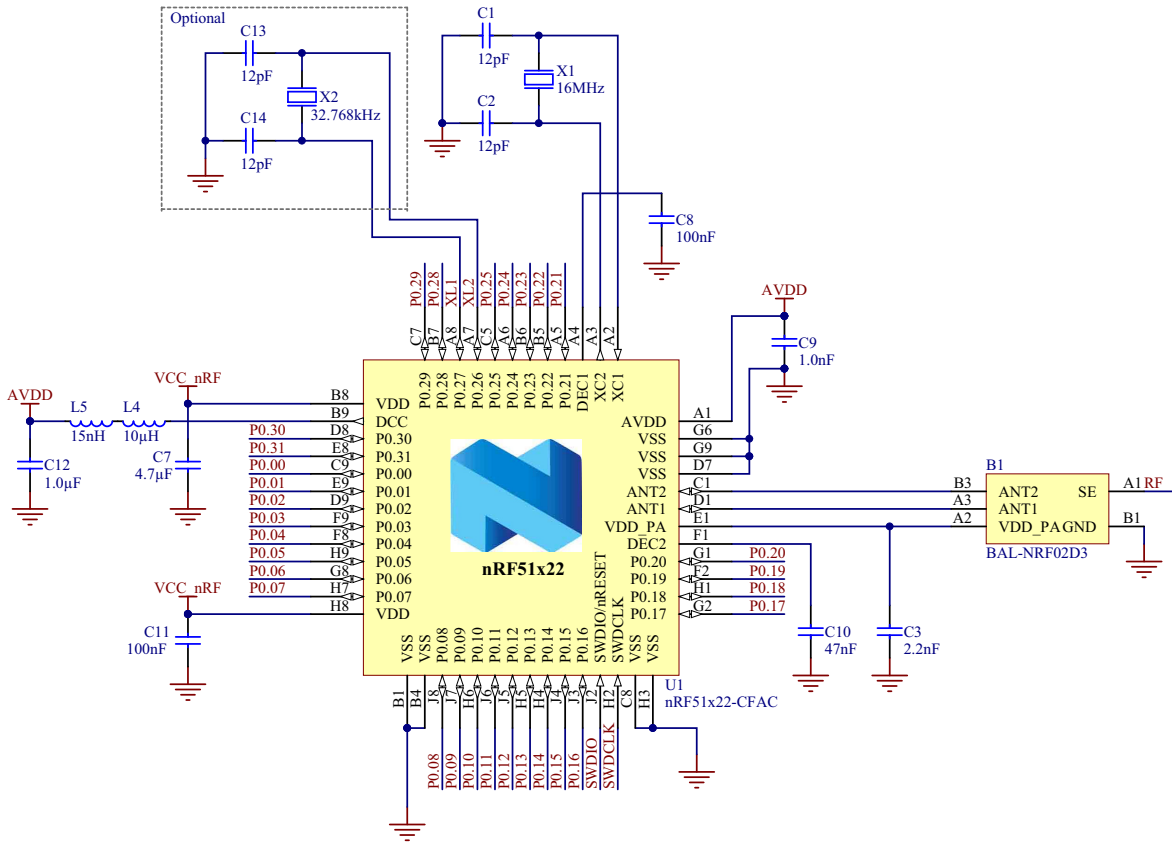 Optional
C13
12pF
X2
32.768kHz
C14
12pF
C1
12pF
X1
16MHz
C2
12pF
C8
100nF
P0.29
P0.28
XL1
XL2
P0.25
P0.24
P0.23
P0.22
P0.21
C7
B7
A8
A7
C5
A6
B6
B5
A5
A4
A3
A2
P0.29
P0.28
P0.27
P0.26
P0.25
P0.24
P0.23
P0.22
P0.21
DEC1
XC2
XC1
AVDD
C9
1.0nF
AVDD
L5
15nH
L4
10µH
VCC_nRF
C12
1.0µF
C7
4.7µF
VCC_nRF
C11
100nF
B8 VDD
B9 DCC
P0.30 D8 P0.30
P0.31 E8 P0.31
P0.00 C9 P0.00
P0.01 E9 P0.01
P0.02 D9 P0.02
P0.03 F9 P0.03
P0.04 F8 P0.04
P0.05 H9 P0.05
P0.06 G8 P0.06
P0.07 H7 P0.07
H8 VDD
nRF51x22
AVDD A1
VSS G6
VSS G9
VSS D7
ANT2 C1
ANT1 D1
VDD_PA E1
DEC2 F1
P0.20 G1 P0.20
P0.19 F2 P0.19
P0.18 H1 P0.18
P0.17 G2 P0.17
B1
B3 ANT2 SE A1 RF
A3 ANT1
A2 VDD_PA GND B1
BAL-NRF02D3
C10
47nF
C3
2.2nF
VSS
VSS
P0.08
P0.09
P0.10
P0.11
P0.12
P0.13
P0.14
P0.15
P0.16
SWDIO/nRESET
SWDCLK
VSS
VSS
U1
nRF51x22-CFAC
B1
B4
J8
J7
H6
J6
J5
H5
H4
J4
J3
J2
H2
C8
H3
P0.08
P0.09
P0.10
P0.11
P0.12
P0.13
P0.14
P0.15
P0.16
SWDIO
SWDCLK